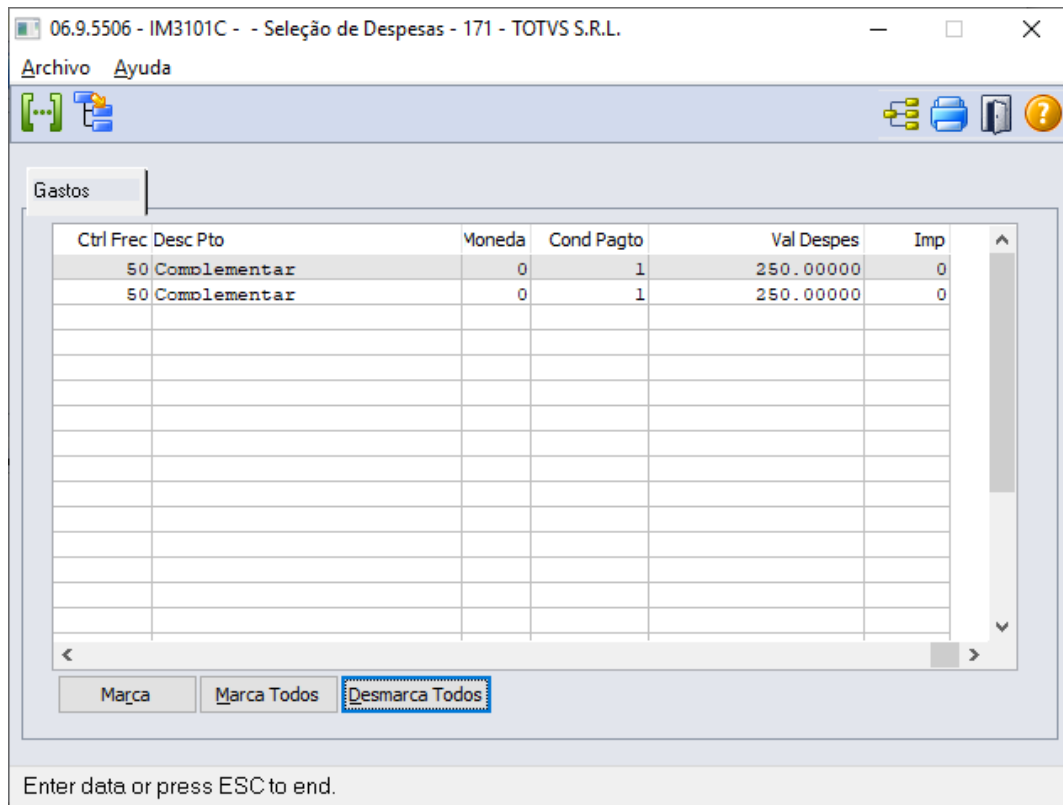 06.9.5506 - IM3101C - - Seleção de Despesas - 171 - TOTVS S.R.L.
Archivo Ayuda
Gastos
Ctrl Frec Desc Pto Moneda Cond Pagto Val Despes Imp
50 Complementar 0 1 250.00000 0
50 Complementar 0 1 250.00000 0
Marca Marca Todos Desmarca Todos
Enter data or press ESC to end.